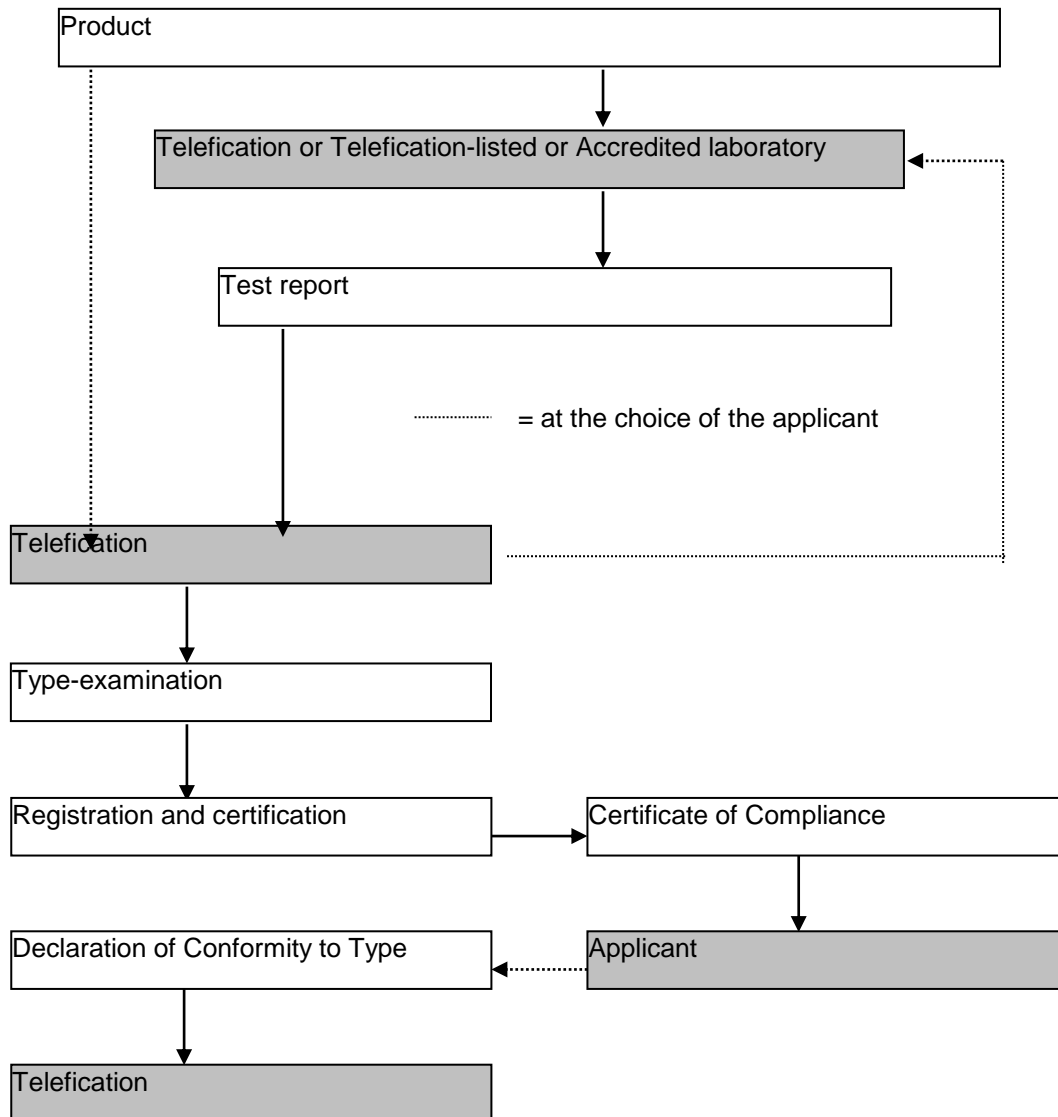 Product
Telefication or Telefication-listed or Accredited laboratory
Test report
= at the choice of the applicant
Telefication
Type-examination
Registration and certification
Certificate of Compliance
Declaration of Conformity to Type
Applicant
Telefication